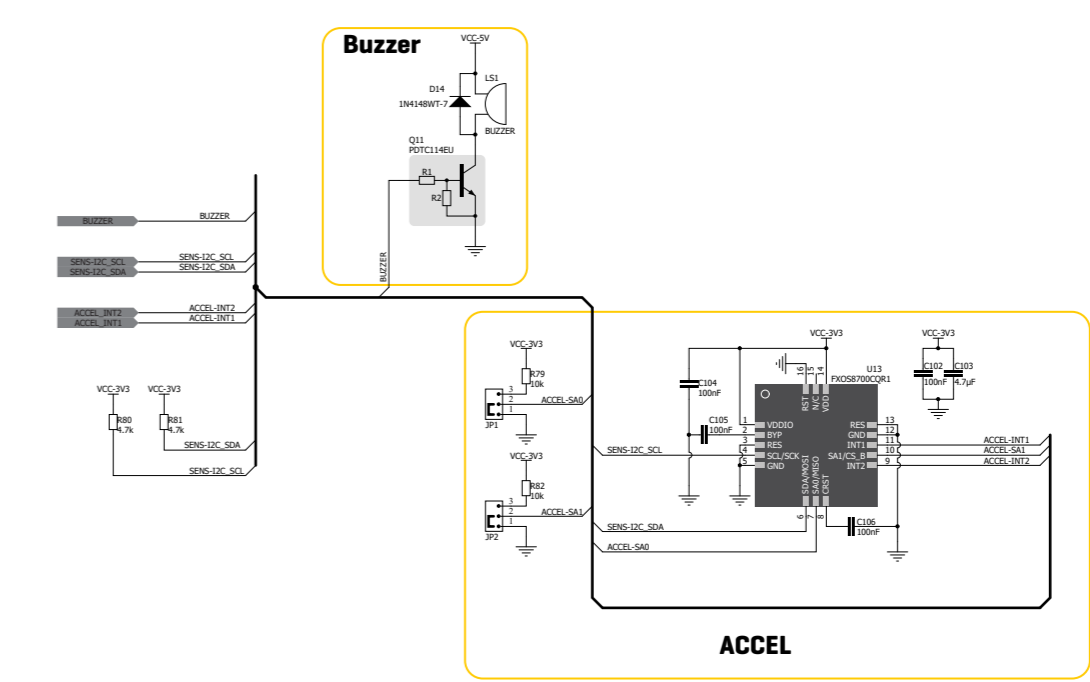 Buzzer
VCC-5V
LS1
D14
1N4148WT-7
BUZZER
Q11
PDTC114EU
R1
R2
BUZZER
BUZZER
BUZZER
SENS-I2C_SCL
SENS-I2C_SCL
SENS-I2C_SDA
SENS-I2C_SDA
ACCEL_INT2
ACCEL-INT2
ACCEL_INT1
ACCEL-INT1
VCC-3V3
VCC-3V3
R80
4.7k
R81
4.7k
SENS-I2C_SDA
SENS-I2C_SCL
VCC-3V3
R79
10k
3
2
1
ACCEL-SA0
JP1
VCC-3V3
R82
10k
3
2
1
ACCEL-SA1
JP2
SENS-I2C_SCL
SENS-I2C_SDA
ACCEL-SA0
VCC-3V3
C104
100nF
C105
100nF
U13
FXOS8700CQR1
16
15
14
RST
N/C
VDD
1
VDDIO
2
BYP
3
RES
4
SCL/SCK
5
GND
RES
13
GND
12
INT1
11
SA1/CS_B
10
INT2
9
SDA/MOSI
SA0/MISO
CRST
6
7
8
C106
100nF
VCC-3V3
C102
100nF
C103
4.7µF
ACCEL-INT1
ACCEL-SA1
ACCEL-INT2
ACCEL